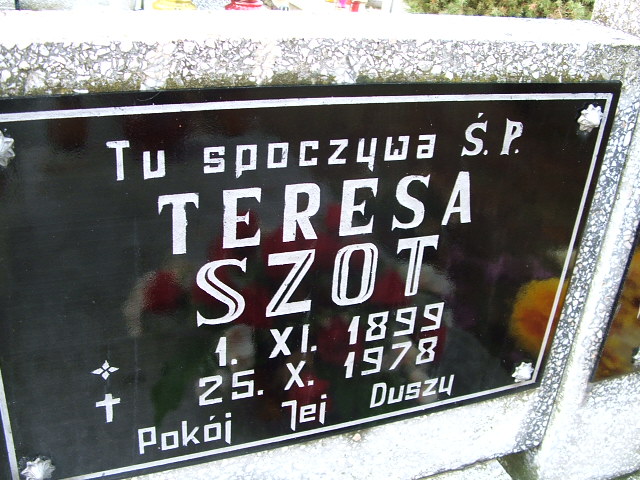 Tu spoczywa Ś.P.
TERESA
SZOT
1. XI. 1899
25. X. 1978
Pokój Jej Duszy